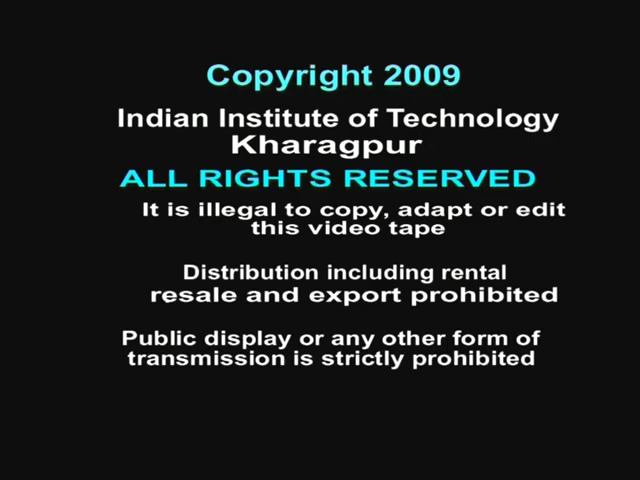 Copyright 2009
Indian Institute of Technology
Kharagpur
ALL RIGHTS RESERVED
It is illegal to copy, adapt or edit
this video tape
Distribution including rental
resale and export prohibited
Public display or any other form of
transmission is strictly prohibited